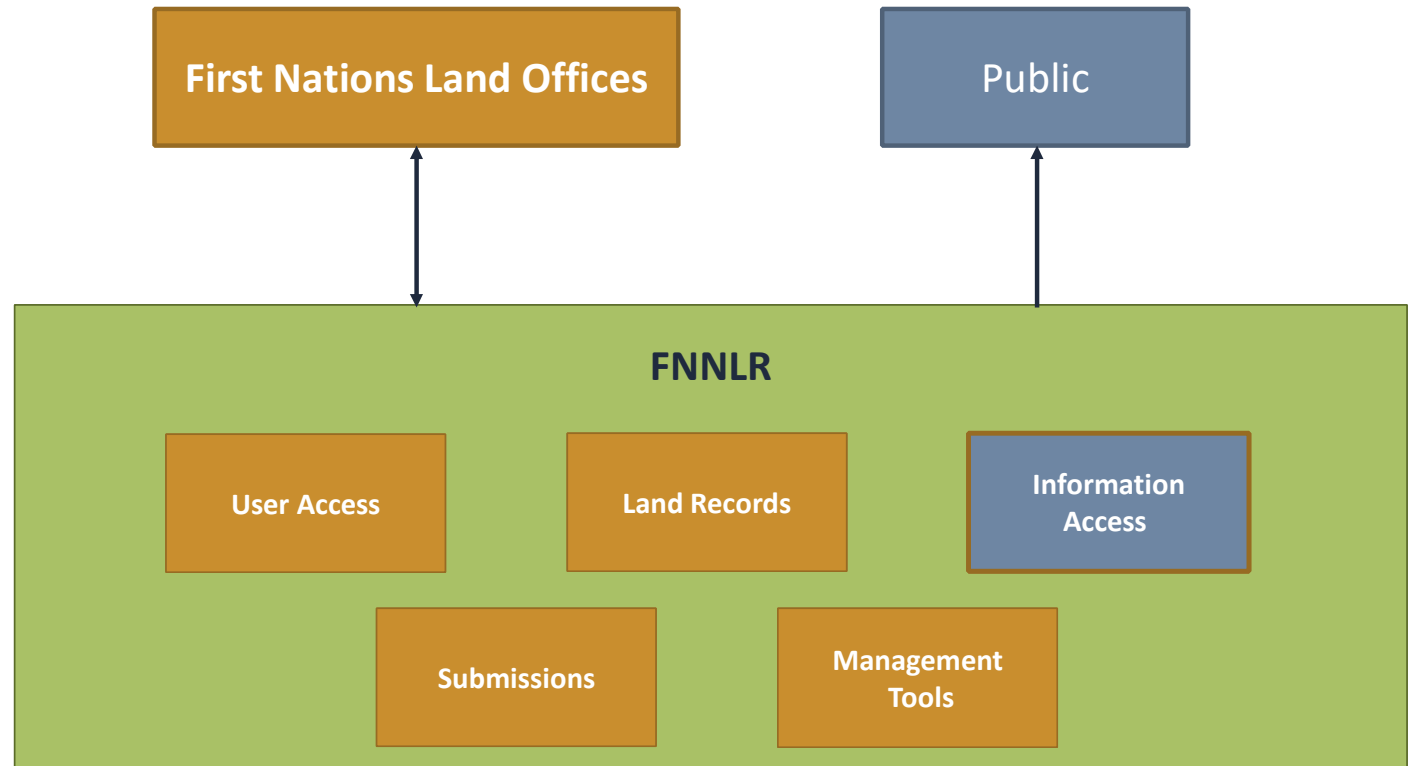 First Nations Land Offices
Public
FNNLR
User Access
Land Records
Information
Access
Submissions
Management
Tools